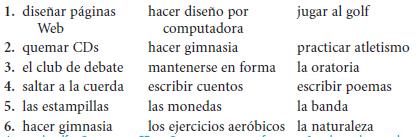 1. diseñar páginas hacer diseño por jugar al golf
Web computadora
2. quemar CDs hacer gimnasia practicar atletismo
3. el club de debate mantenerse en forma la oratoria
4. saltar a la cuerda escribir cuentos escribir poemas
5. las estampillas las monedas la banda
6. hacer gimnasia los ejercicios aeróbicos la naturaleza